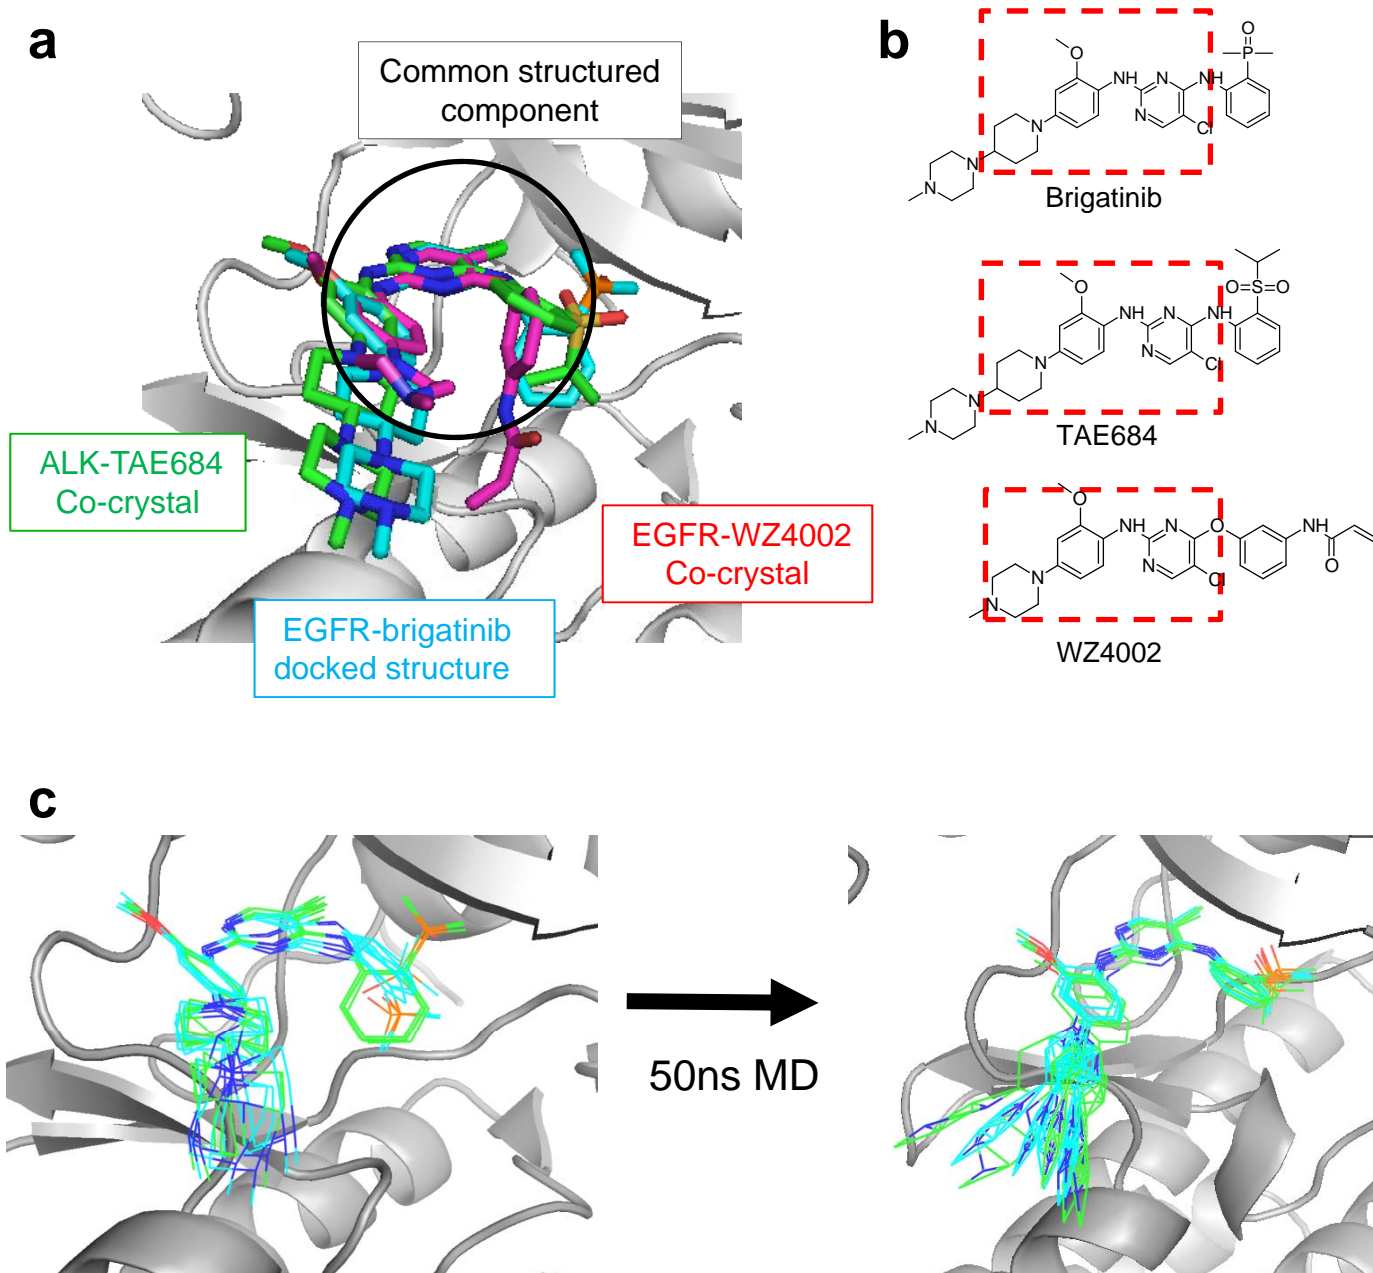 a
Common structured
component
ALK-TAE684
Co-crystal
EGFR-WZ4002
Co-crystal
EGFR-brigatinib
docked structure
b
O
P
O
NH
N
NH
N
Cl
N
N
N
Brigatinib
O
O
S
O
NH
N
NH
N
Cl
N
N
N
TAE684
O
NH
N
O
NH
N
Cl
O
N
N
WZ4002
c
50ns MD